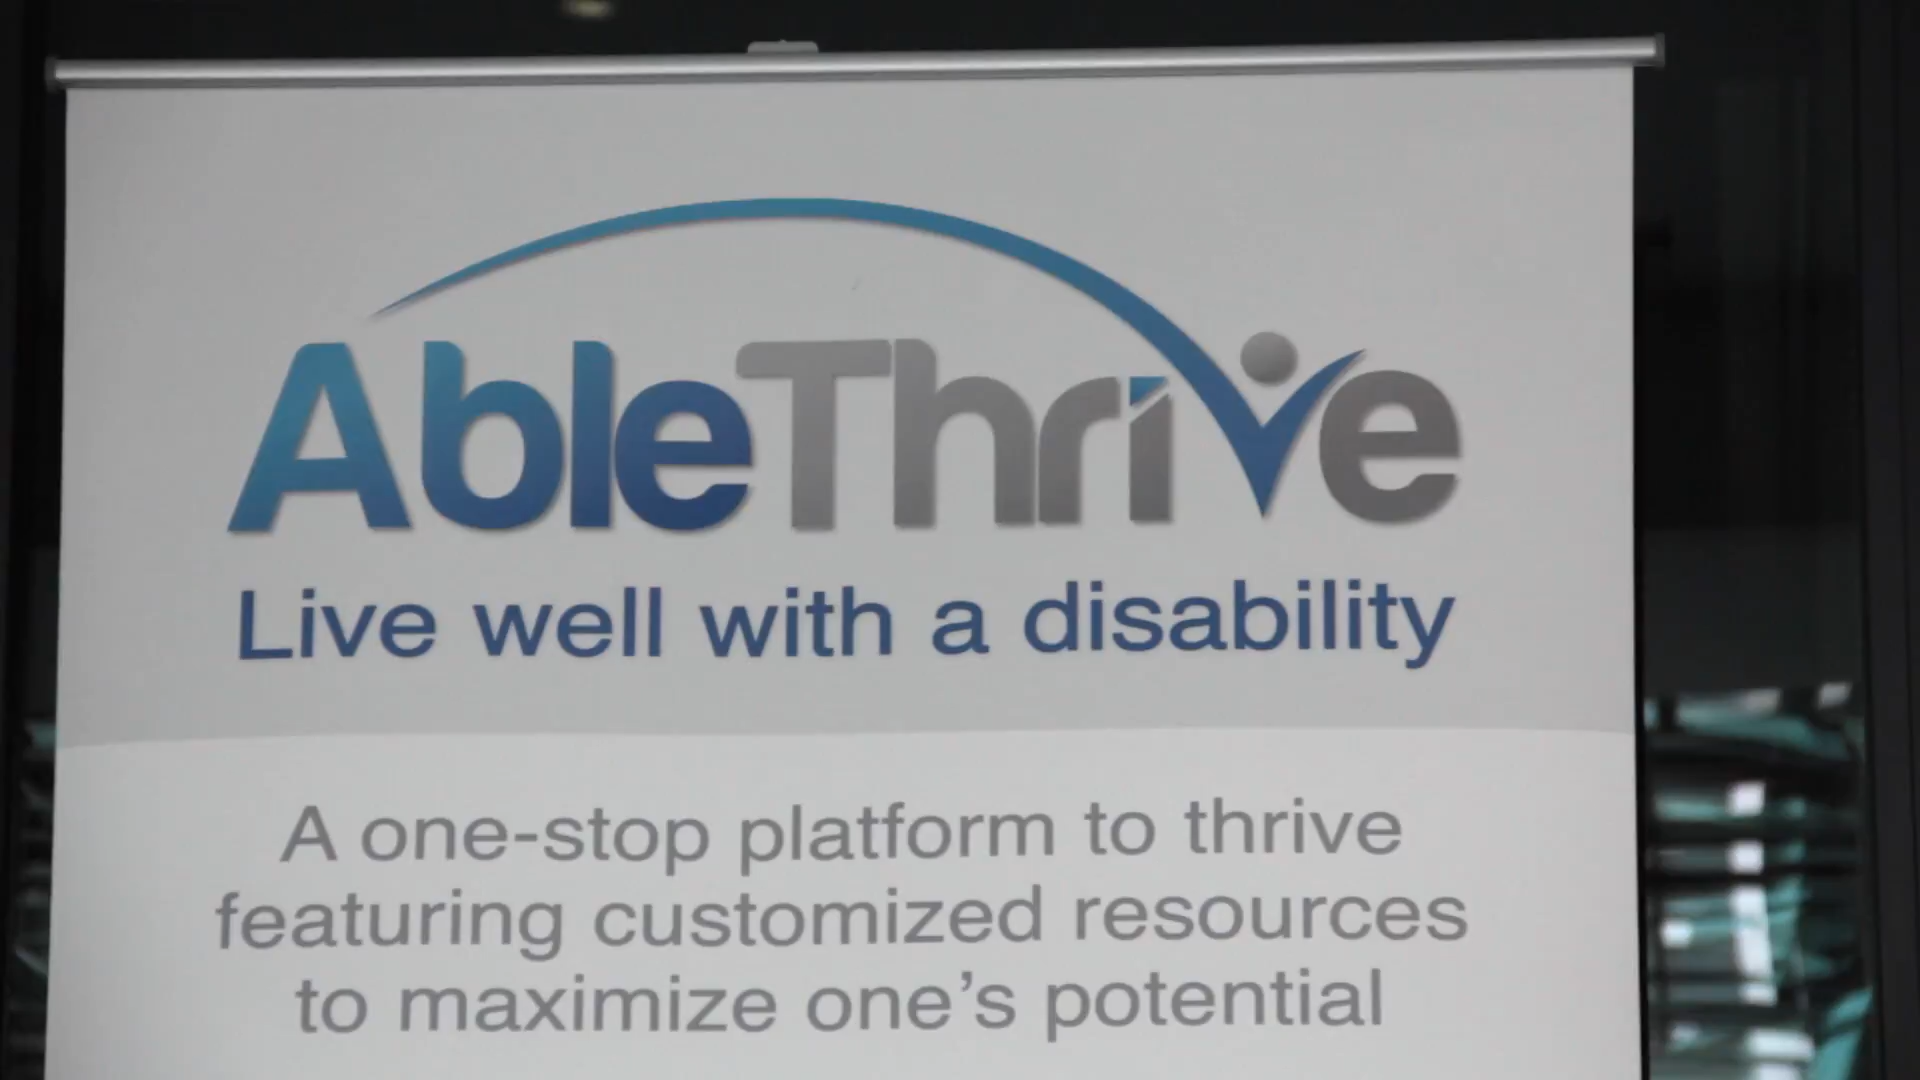 AbleThrive
Live well with a disability
A one-stop platform to thrive
featuring customized resources
to maximize one's potential